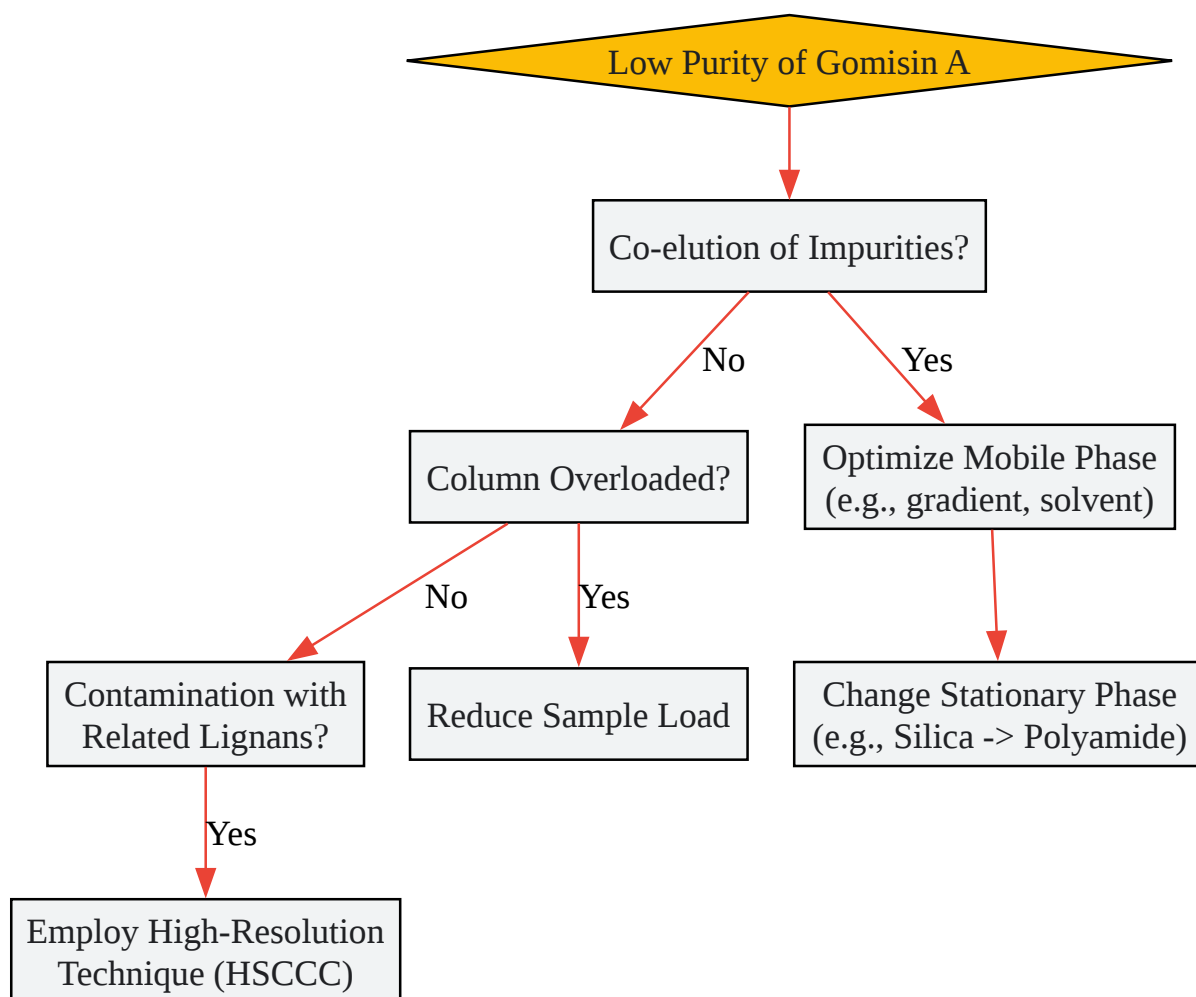 Low Purity of Gomisin A
Co-elution of Impurities?
No
Yes
Column Overloaded?
Optimize Mobile Phase
(e.g., gradient, solvent)
No
Yes
Contamination with
Related Lignans?
Reduce Sample Load
Change Stationary Phase
(e.g., Silica -> Polyamide)
Yes
Employ High-Resolution
Technique (HSCCC)